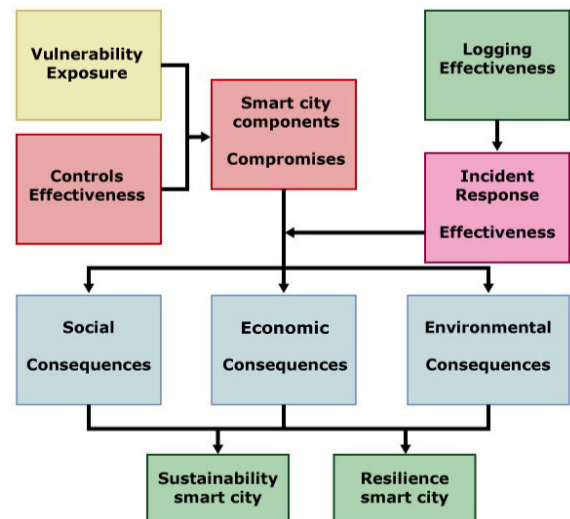 Vulnerability
Exposure
Logging
Effectiveness
Smart city
components
Compromises
Controls
Effectiveness
Incident
Response
Effectiveness
Social
Consequences
Economic
Consequences
Environmental
Consequences
Sustainability
smart city
Resilience
smart city